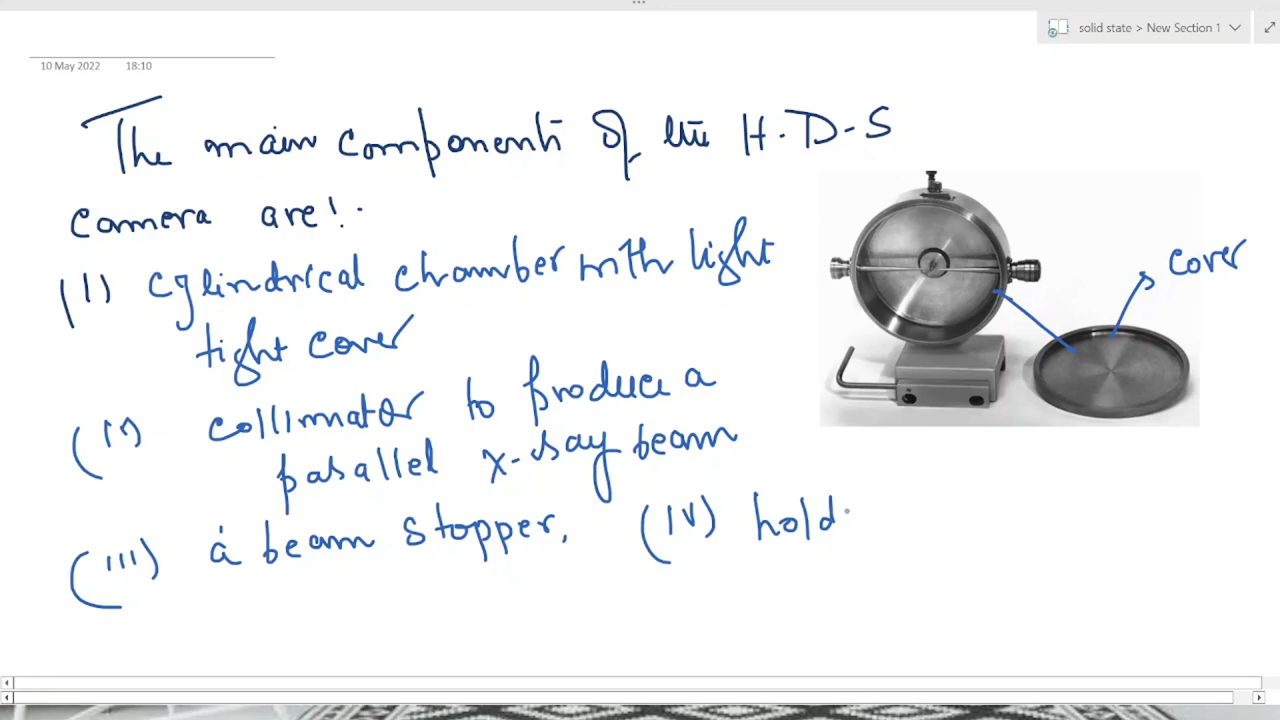 solid state > New Section 1
10 May 2022 18:10
The main components of the H.D.S
camera are:
(I) cylindrical chamber with light
tight cover
cover
(II) collimator to produce a
parallel x-ray beam
(III) a beam stopper, (IV) hold